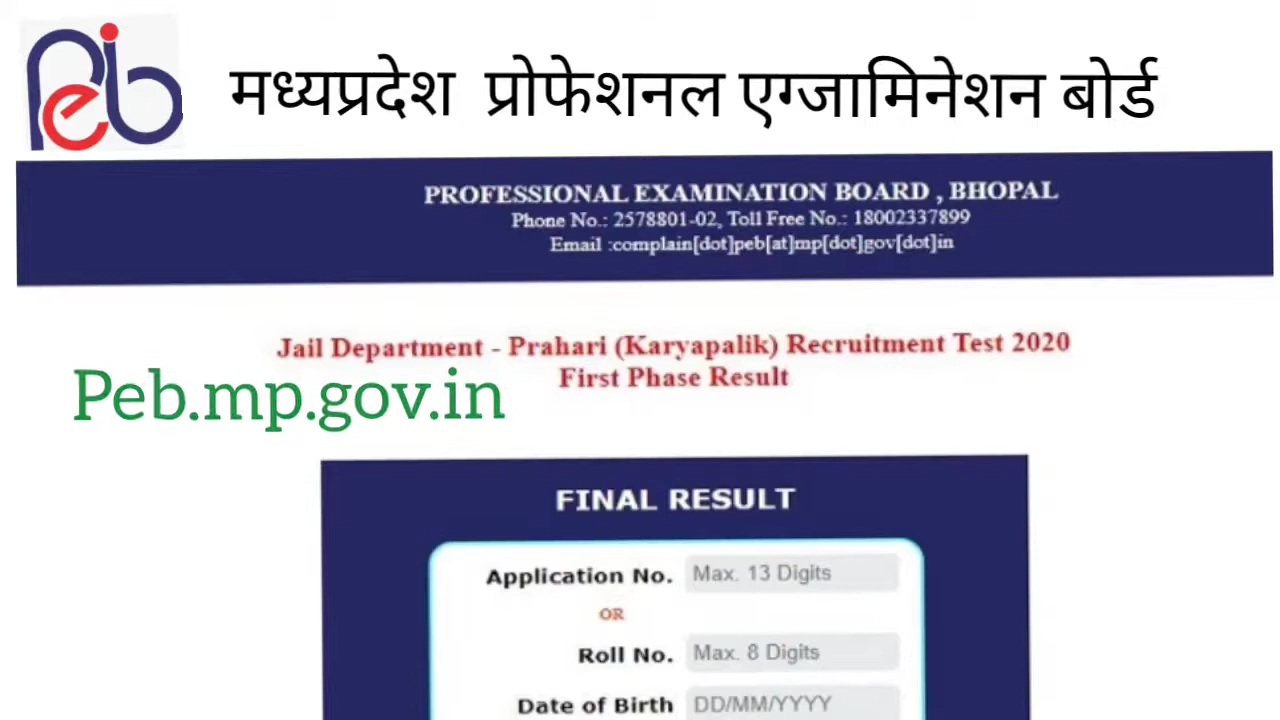 Peb
मध्यप्रदेश प्रोफेशनल एग्जामिनेशन बोर्ड
PROFESSIONAL EXAMINATION BOARD , BHOPAL
Phone No.: 2578801-02, Toll Free No.: 18002337899
Email :complain[dot]peb[at]mp[dot]gov[dot]in
Jail Department - Prahari (Karyapalik) Recruitment Test 2020
First Phase Result
Peb.mp.gov.in
FINAL RESULT
Application No. Max. 13 Digits
OR
Roll No. Max. 8 Digits
Date of Birth DD/MM/YYYY